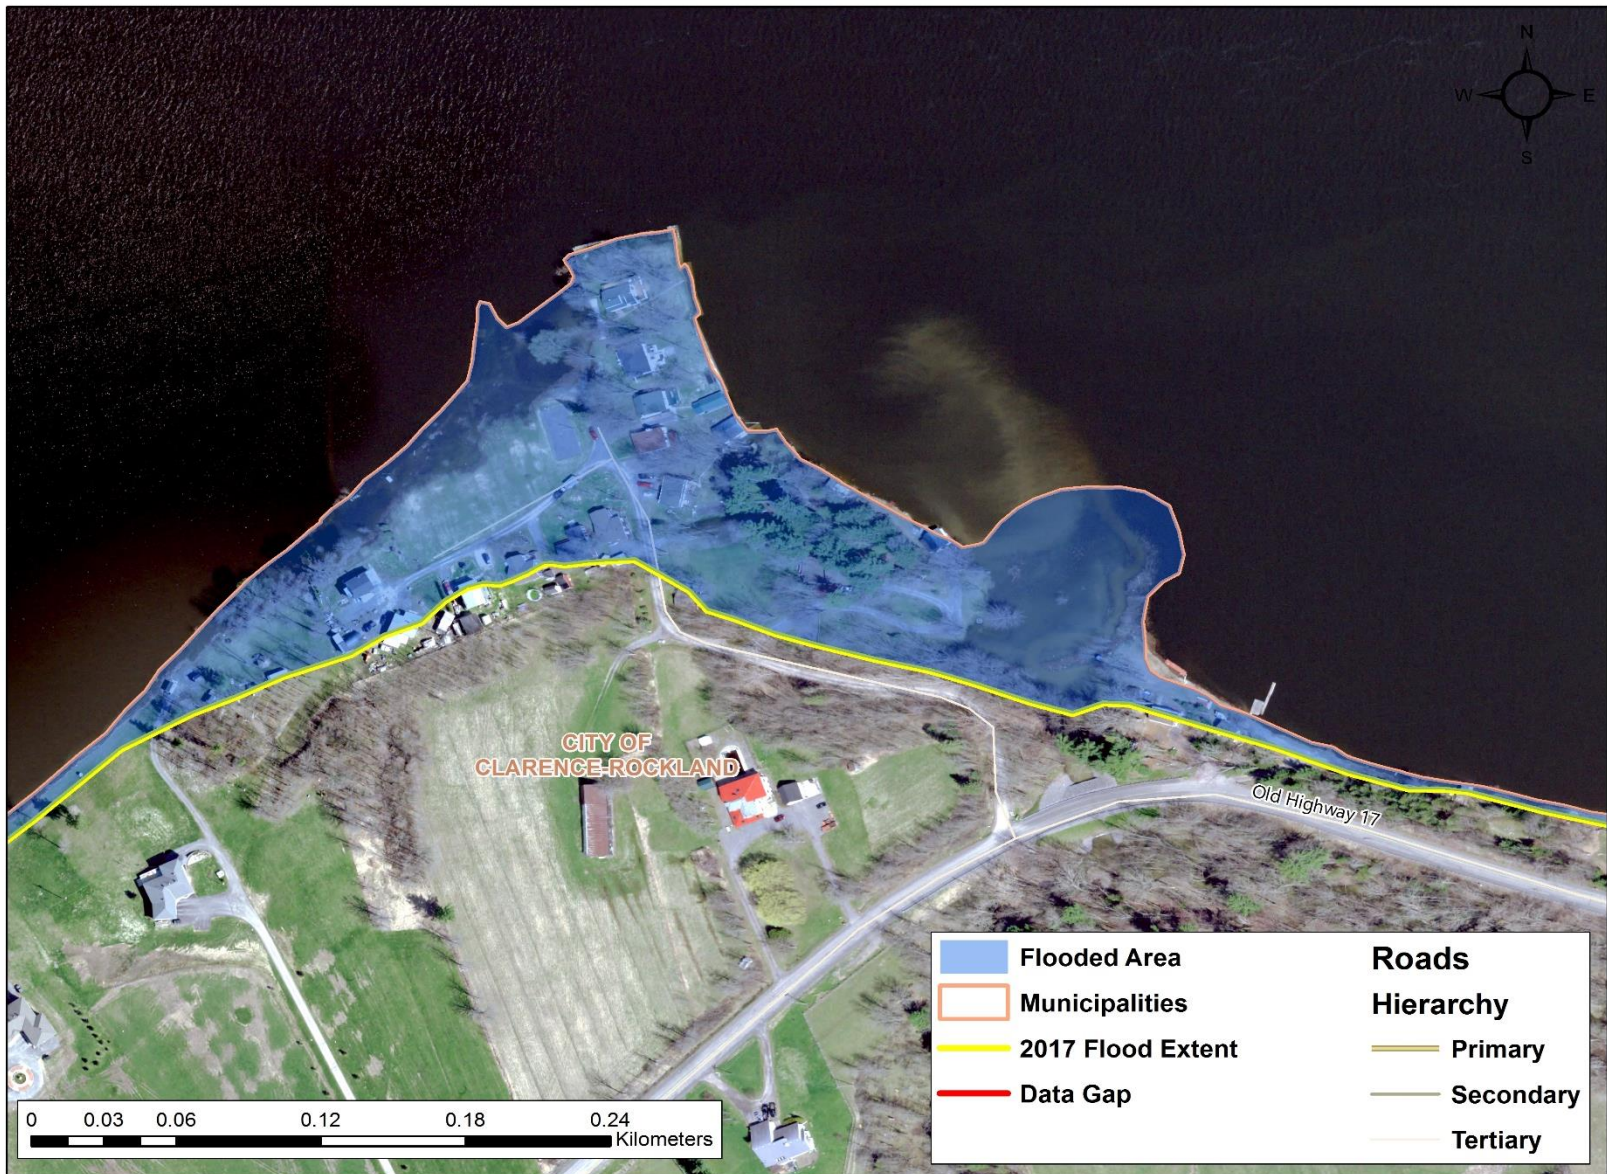 N
W E
S
CITY OF
CLARENCE-ROCKLAND
Old Highway 17
Flooded Area
Municipalities
2017 Flood Extent
Data Gap
Roads
Hierarchy
Primary
Secondary
Tertiary
0 0.03 0.06 0.12 0.18 0.24
Kilometers